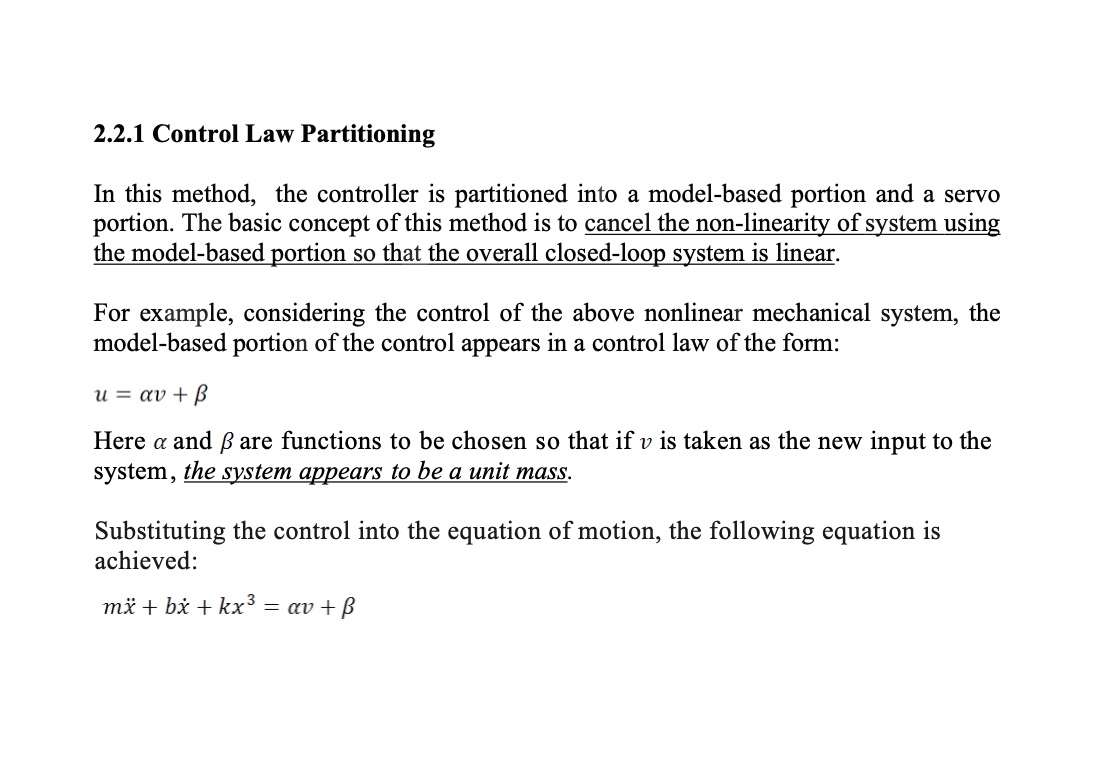 2.2.1 Control Law Partitioning
In this method, the controller is partitioned into a model-based portion and a servo
portion. The basic concept of this method is to cancel the non-linearity of system using
the model-based portion so that the overall closed-loop system is linear.
For example, considering the control of the above nonlinear mechanical system, the
model-based portion of the control appears in a control law of the form:
u = αv + β
Here α and β are functions to be chosen so that if v is taken as the new input to the
system, the system appears to be a unit mass.
Substituting the control into the equation of motion, the following equation is
achieved:
mẍ + bẋ + kx³ = αv + β